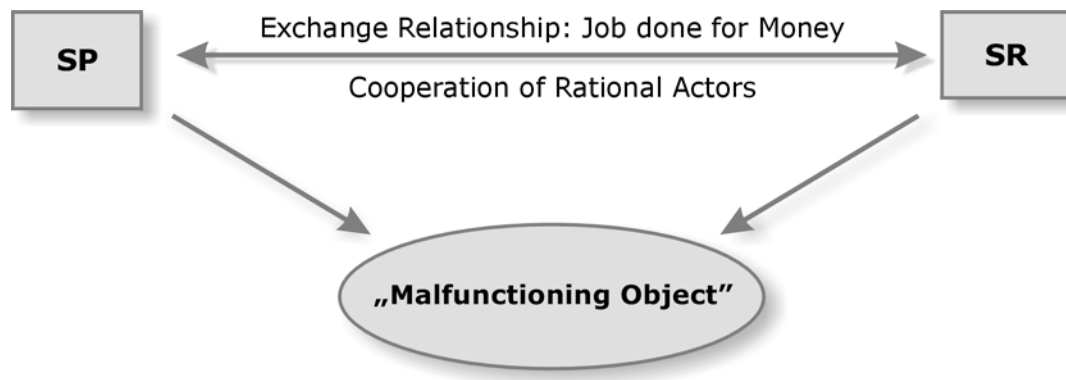 Exchange Relationship: Job done for Money
SP
SR
Cooperation of Rational Actors
„Malfunctioning Object”